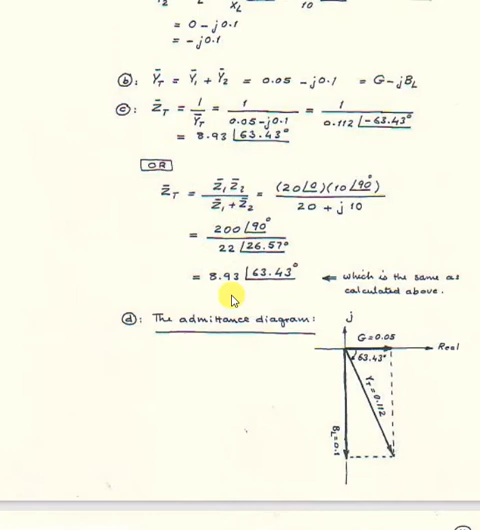 X_L 10
= 0 - j0.1
= - j0.1
(b): Ȳ_T = Ȳ_1 + Ȳ_2 = 0.05 - j0.1 = G - jB_L
(c): Z̄_T = 1/Ȳ_T = 1/(0.05 - j0.1) = 1/(0.112 ∠-63.43°)
= 8.93 ∠63.43°
OR
Z̄_T = Z̄_1 Z̄_2/(Z̄_1 + Z̄_2) = (20∠0)(10∠90°)/(20 + j10)
= 200∠90°/(22∠26.57°)
= 8.93 ∠63.43° ← which is the same as
calculated above.
(d): The admittance diagram:
j
G=0.05
Real
63.43°
Y_T=0.112
B_L=0.1